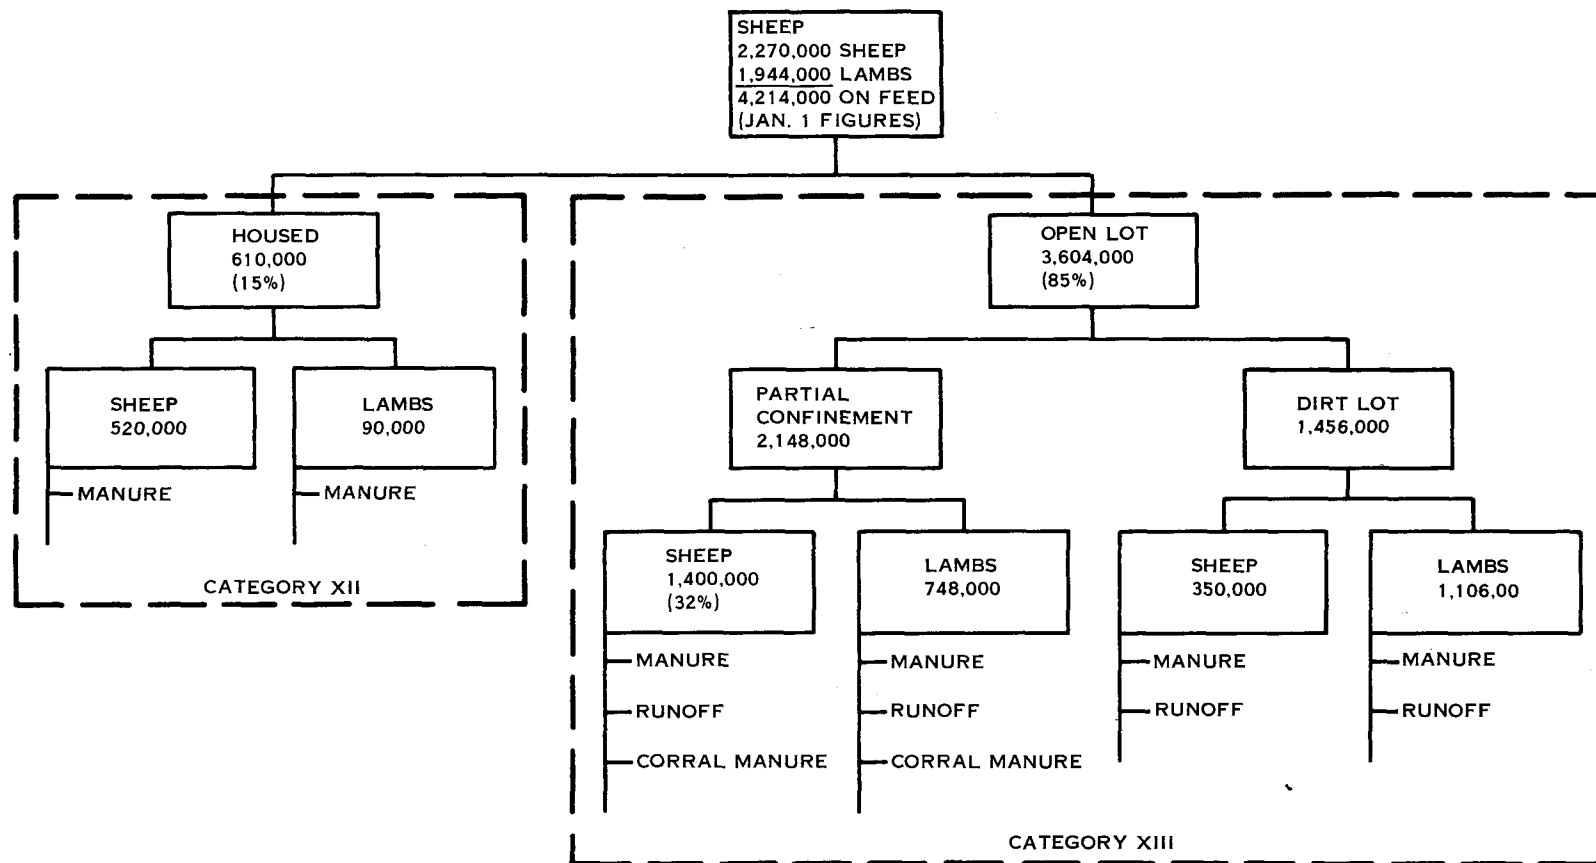 SHEEP
2,270,000 SHEEP
1,944,000 LAMBS
4,214,000 ON FEED
(JAN. 1 FIGURES)
HOUSED
610,000
(15%)
OPEN LOT
3,604,000
(85%)
SHEEP
520,000
MANURE
LAMBS
90,000
MANURE
CATEGORY XII
PARTIAL
CONFINEMENT
2,148,000
DIRT LOT
1,456,000
SHEEP
1,400,000
(32%)
MANURE
RUNOFF
CORRAL MANURE
LAMBS
748,000
MANURE
RUNOFF
CORRAL MANURE
SHEEP
350,000
MANURE
RUNOFF
LAMBS
1,106,00
MANURE
RUNOFF
CATEGORY XIII